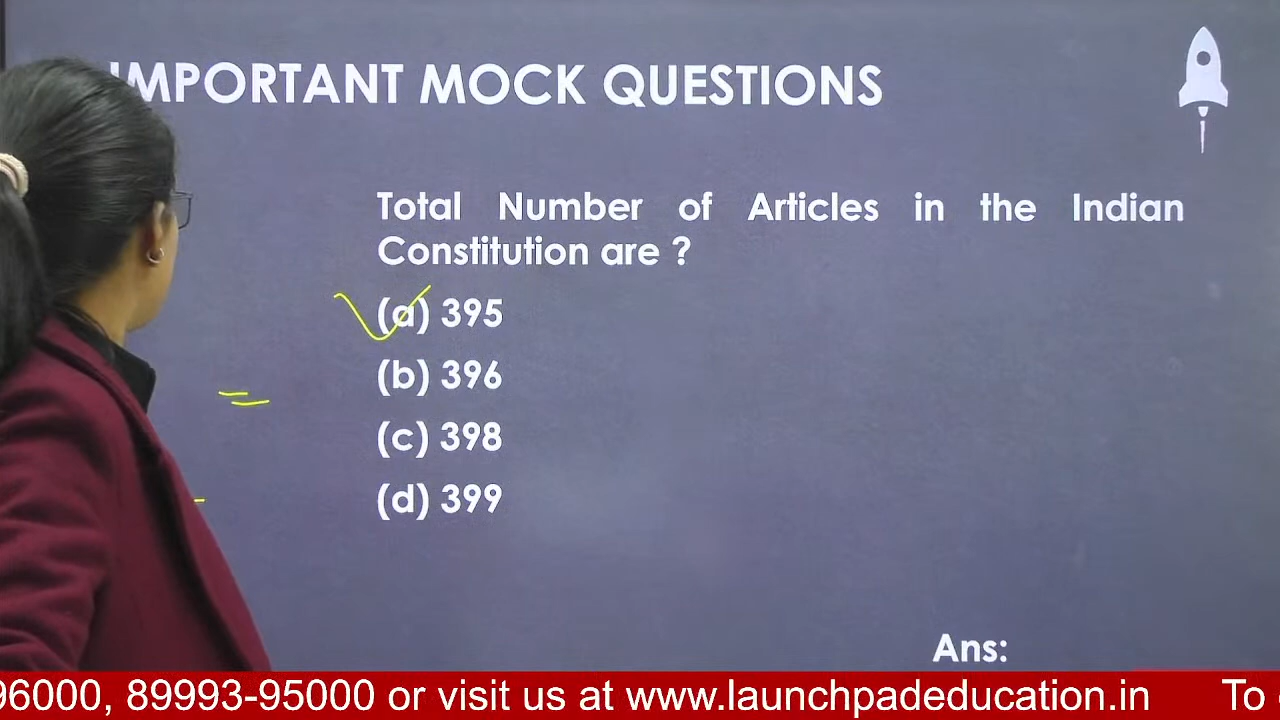 IMPORTANT MOCK QUESTIONS
Total Number of Articles in the Indian
Constitution are ?
(a) 395
(b) 396
(c) 398
(d) 399
Ans:
96000, 89993-95000 or visit us at www.launchpadeducation.in To